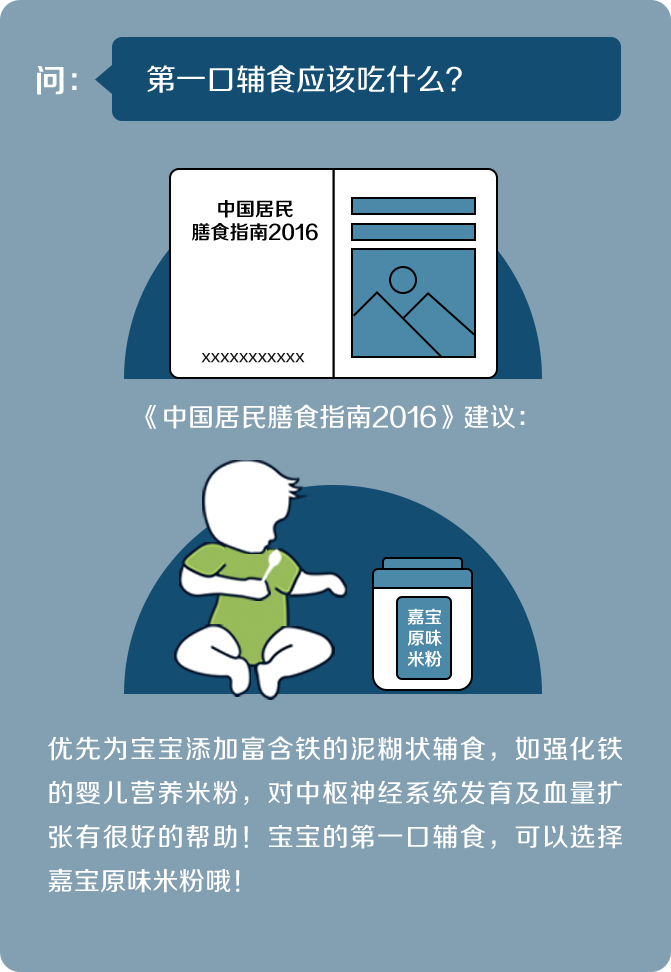 问：
第一口辅食应该吃什么？
中国居民
膳食指南2016
xxxxxxxxxxx
《中国居民膳食指南2016》建议：
嘉宝
原味
米粉
优先为宝宝添加富含铁的泥糊状辅食，如强化铁
的婴儿营养米粉，对中枢神经系统发育及血量扩
张有很好的帮助！宝宝的第一口辅食，可以选择
嘉宝原味米粉哦！